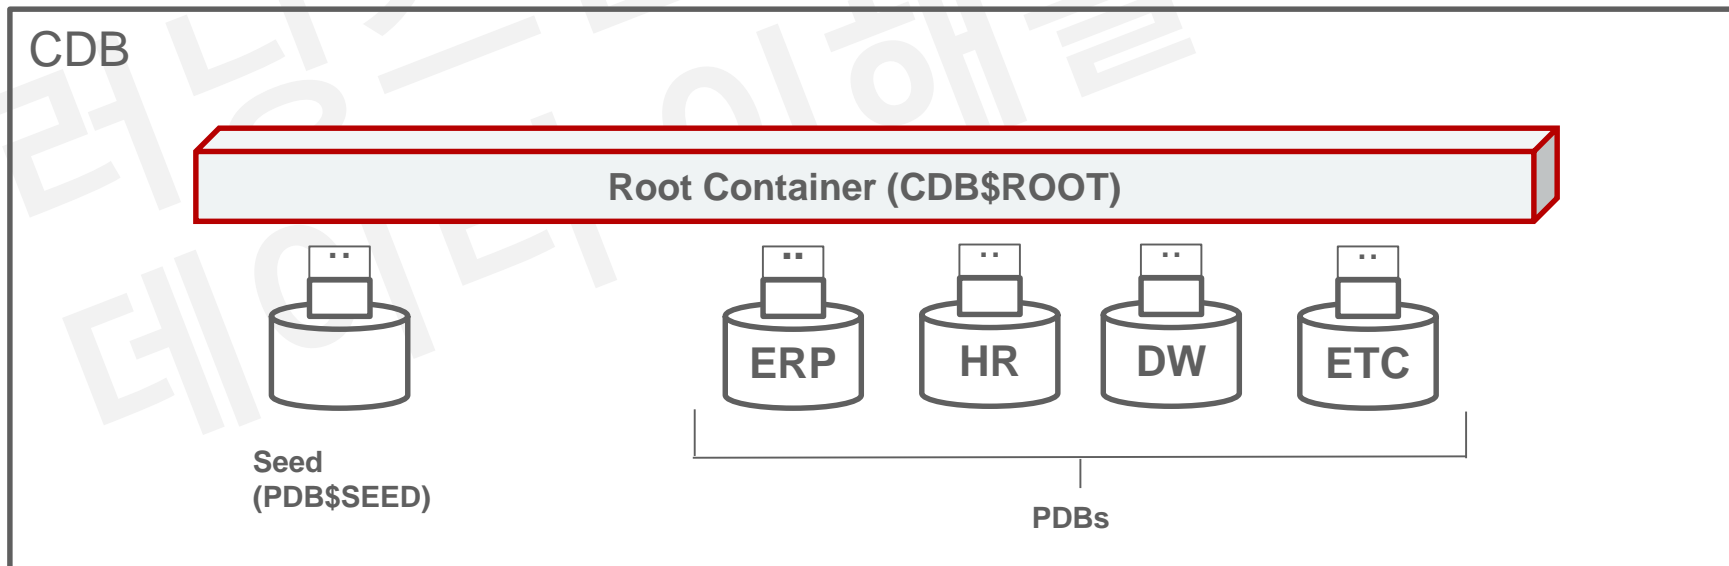 CDB
Root Container (CDB$ROOT)
ERP
HR
DW
ETC
Seed
(PDB$SEED)
PDBs